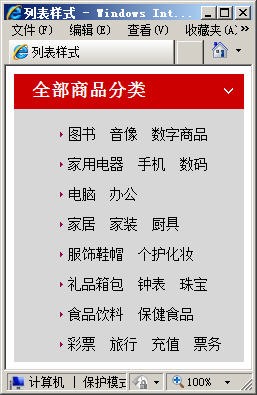 列表样式 - Windows Int...
文件(F) 编辑(E) 查看(V) 收藏夹(A) »
列表样式
全部商品分类
图书 音像 数字商品
家用电器 手机 数码
电脑 办公
家居 家装 厨具
服饰鞋帽 个护化妆
礼品箱包 钟表 珠宝
食品饮料 保健食品
彩票 旅行 充值 票务
计算机 | 保护模式 100%